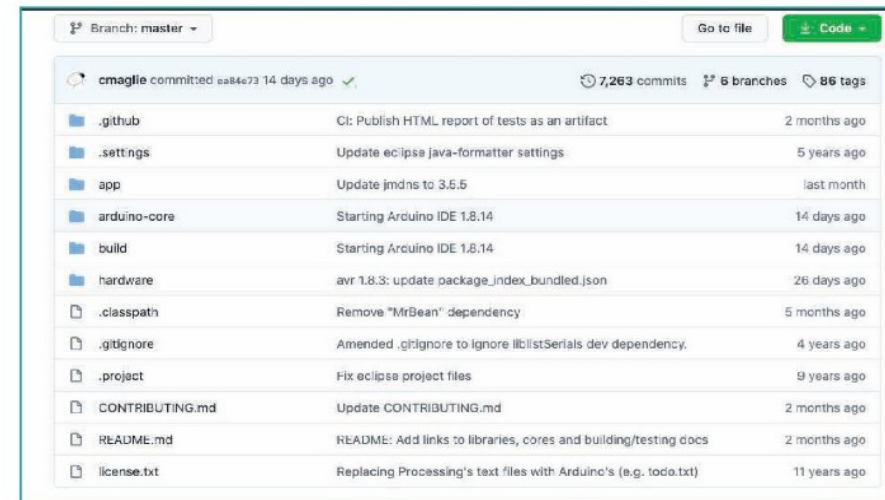 Branch: master
Go to file
Code
cmaglie committed ea84e73 14 days ago
7,263 commits
6 branches
86 tags
.github CI: Publish HTML report of tests as an artifact 2 months ago
.settings Update eclipse java-formatter settings 5 years ago
app Update jmdns to 3.5.5 last month
arduino-core Starting Arduino IDE 1.8.14 14 days ago
build Starting Arduino IDE 1.8.14 14 days ago
hardware avr 1.8.3: update package_index_bundled.json 26 days ago
.classpath Remove "MrBean" dependency 5 months ago
.gitignore Amended .gitignore to ignore liblistSerials dev dependency. 4 years ago
.project Fix eclipse project files 9 years ago
CONTRIBUTING.md Update CONTRIBUTING.md 2 months ago
README.md README: Add links to libraries, cores and building/testing docs 2 months ago
license.txt Replacing Processing's text files with Arduino's (e.g. todo.txt) 11 years ago